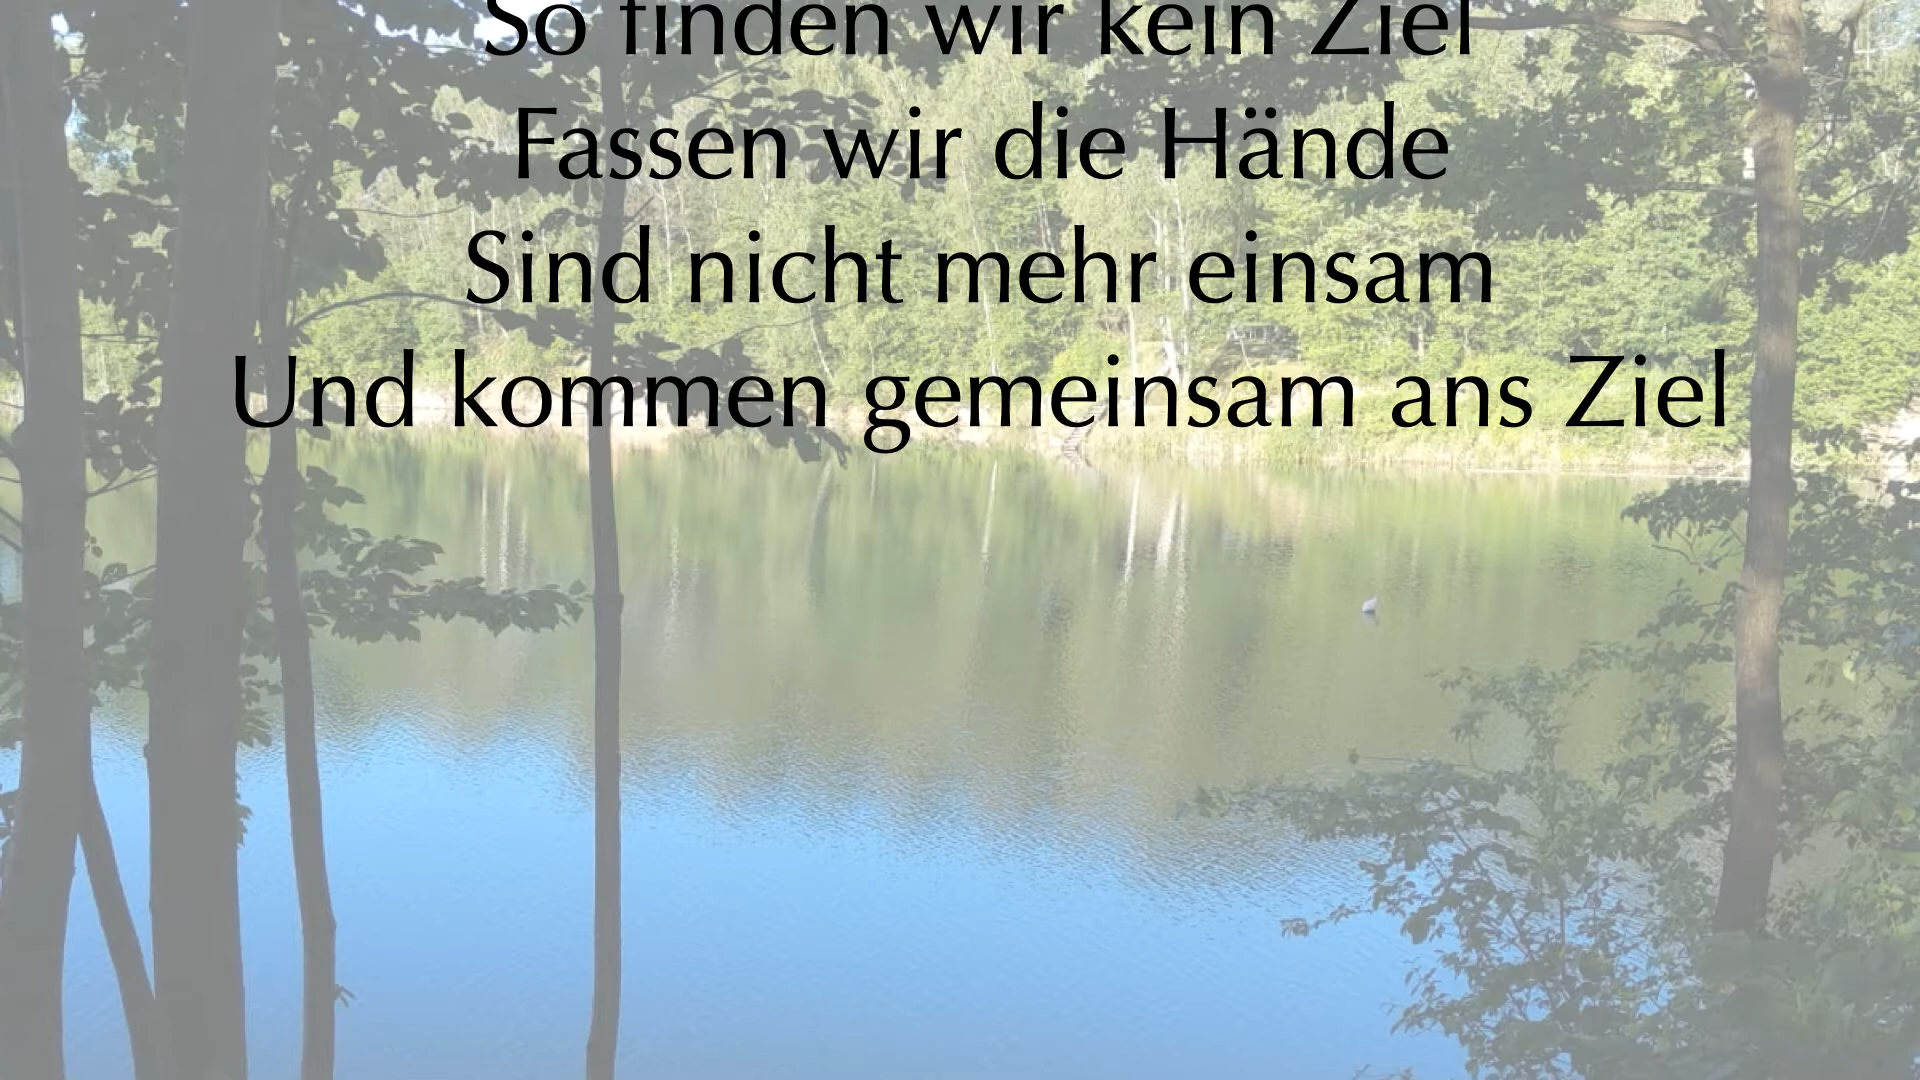 So finden wir kein Ziel
Fassen wir die Hände
Sind nicht mehr einsam
Und kommen gemeinsam ans Ziel